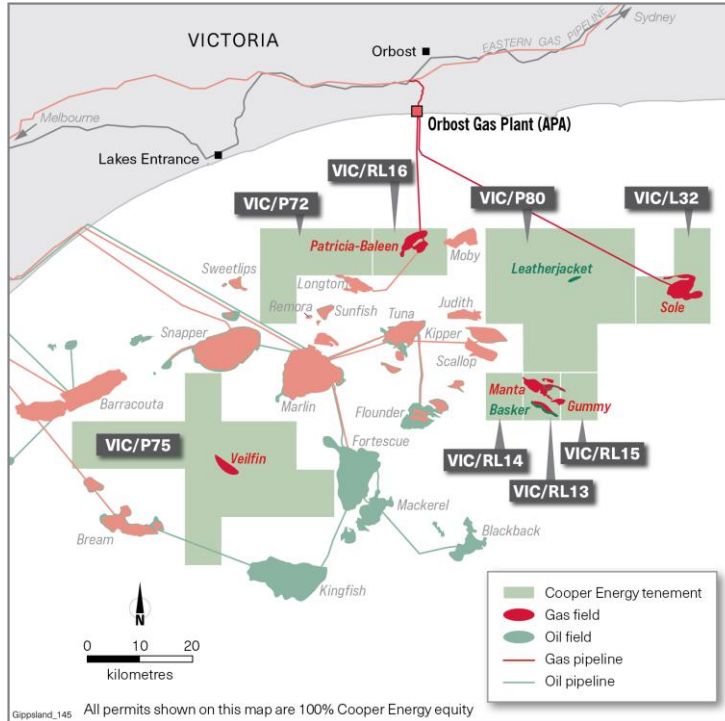 VICTORIA
Orbost
EASTERN GAS PIPELINE
Sydney
Melbourne
Orbost Gas Plant (APA)
Lakes Entrance
VIC/RL16
VIC/P72
VIC/P80
VIC/L32
Patricia-Baleen
Moby
Leatherjacket
Sweetlips
Longtom
Sole
Remora
Sunfish
Tuna
Judith
Snapper
Kipper
Scallop
Marlin
Manta
Barracouta
Flounder
Basker
Gummy
Fortescue
VIC/P75
Veilfin
VIC/RL14
VIC/RL15
VIC/RL13
Mackerel
Blackback
Bream
Kingfish
N
0 10 20
kilometres
Cooper Energy tenement
Gas field
Oil field
Gas pipeline
Oil pipeline
Gippsland_145
All permits shown on this map are 100% Cooper Energy equity